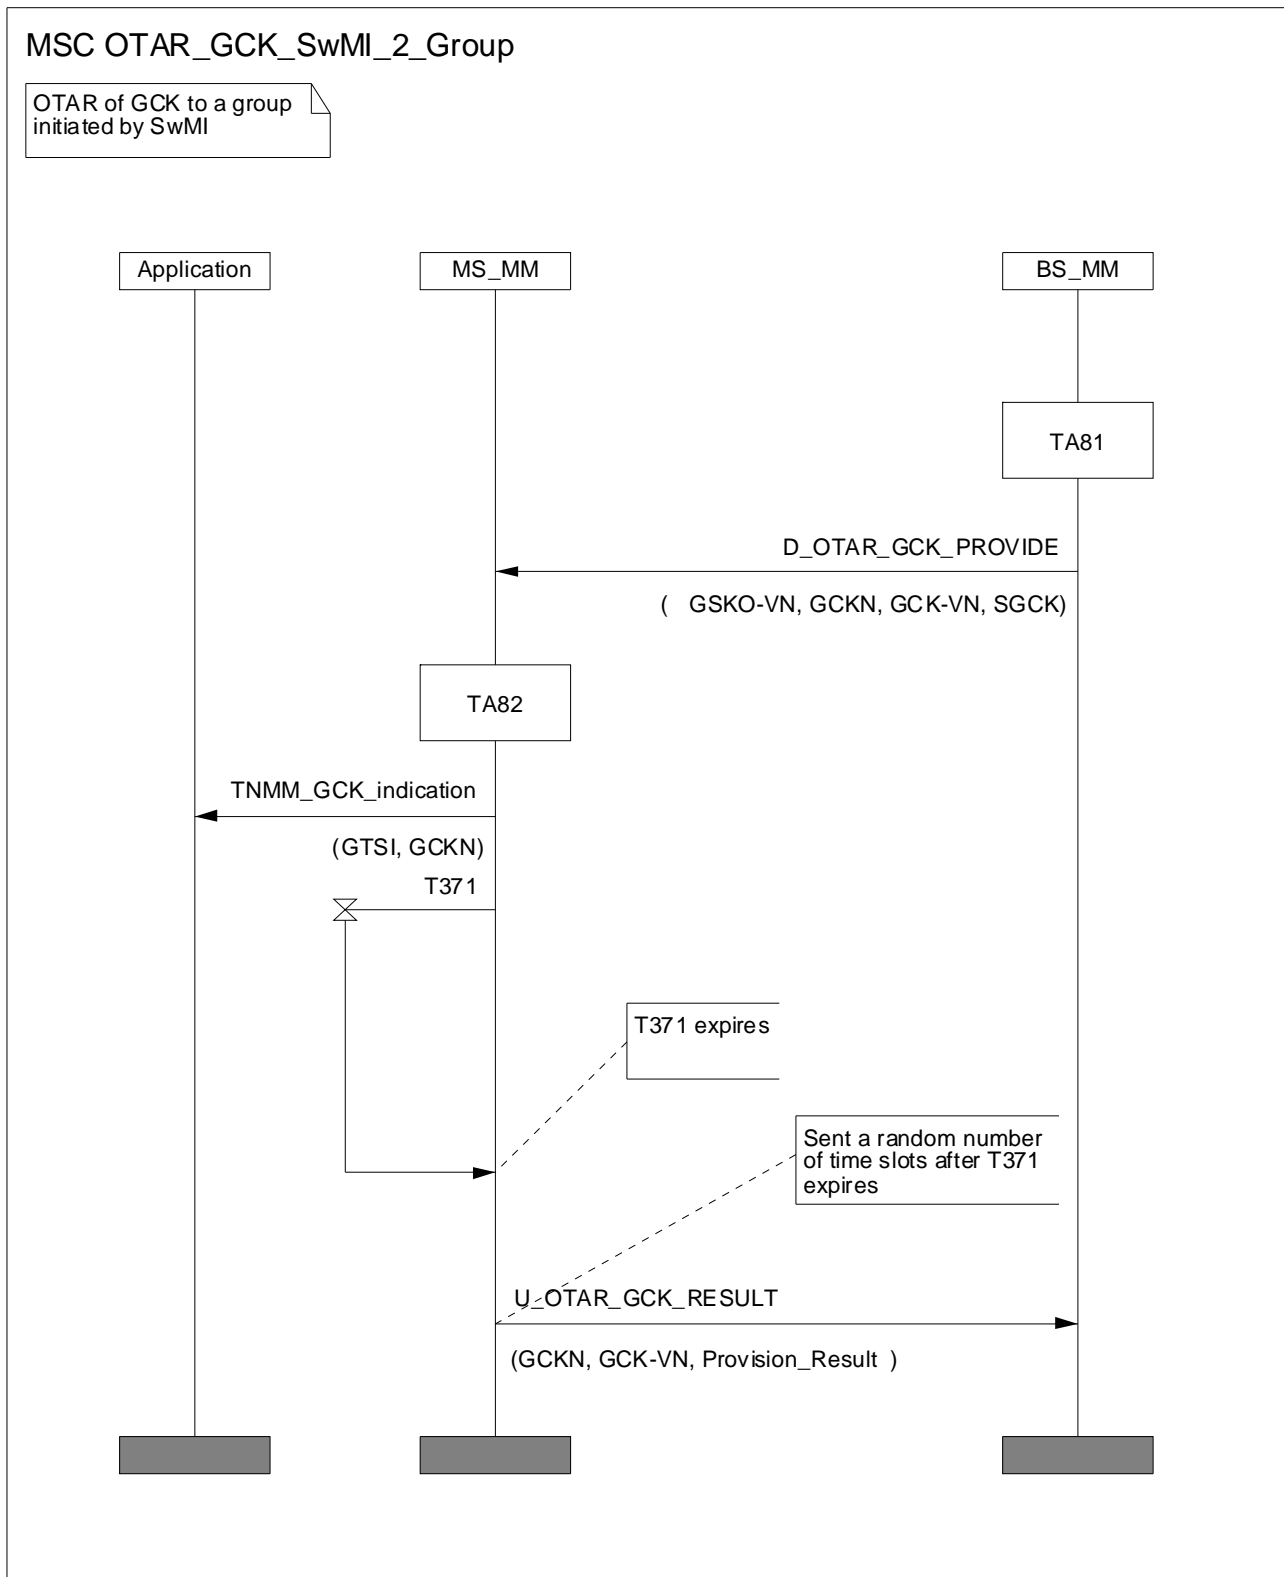 MSC OTAR_GCK_SwMI_2_Group
OTAR of GCK to a group
initiated by SwMI
Application
MS_MM
BS_MM
TA81
D_OTAR_GCK_PROVIDE
( GSKO-VN, GCKN, GCK-VN, SGCK)
TA82
TNMM_GCK_indication
(GTSI, GCKN)
T371
T371 expires
Sent a random number
of time slots after T371
expires
U_OTAR_GCK_RESULT
(GCKN, GCK-VN, Provision_Result )